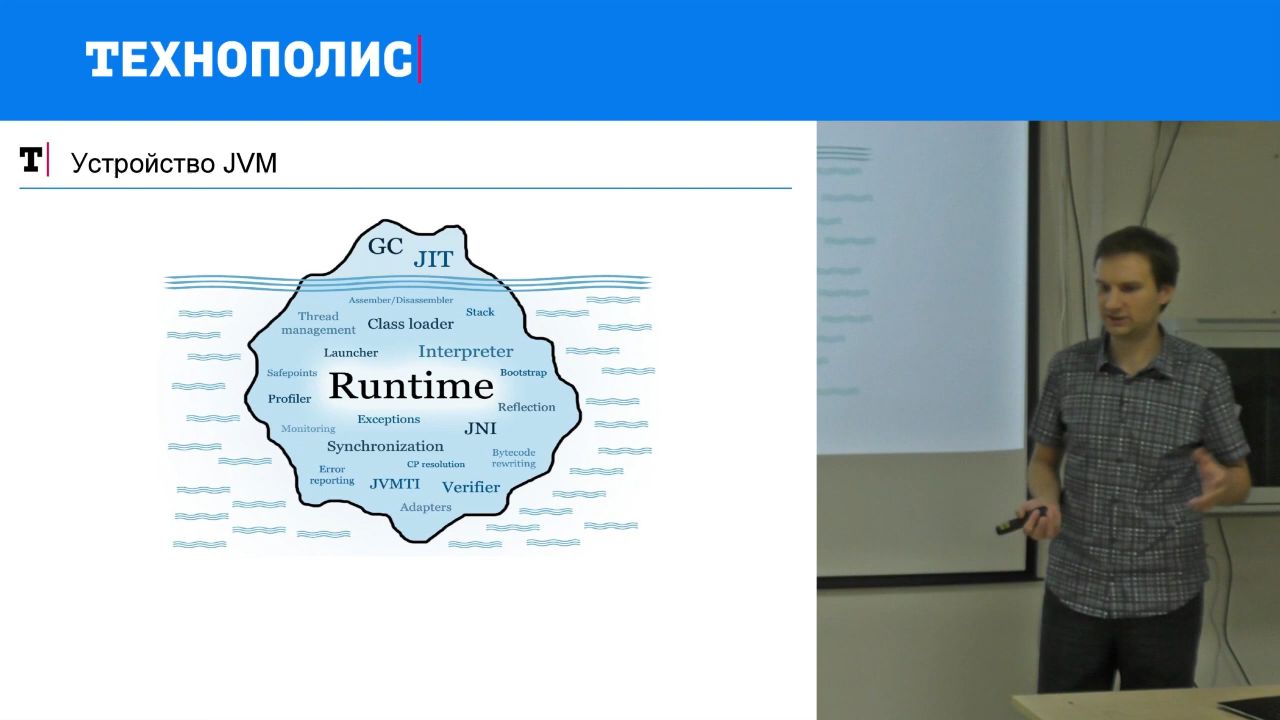 ТЕХНОПОЛИС
Т
Устройство JVM
GC
JIT
Assember/Disassembler
Stack
Thread
management
Class loader
Launcher
Interpreter
Safepoints
Runtime
Bootstrap
Profiler
Reflection
Exceptions
Monitoring
JNI
Synchronization
Bytecode
rewriting
CP resolution
Error
reporting
JVMTI
Verifier
Adapters